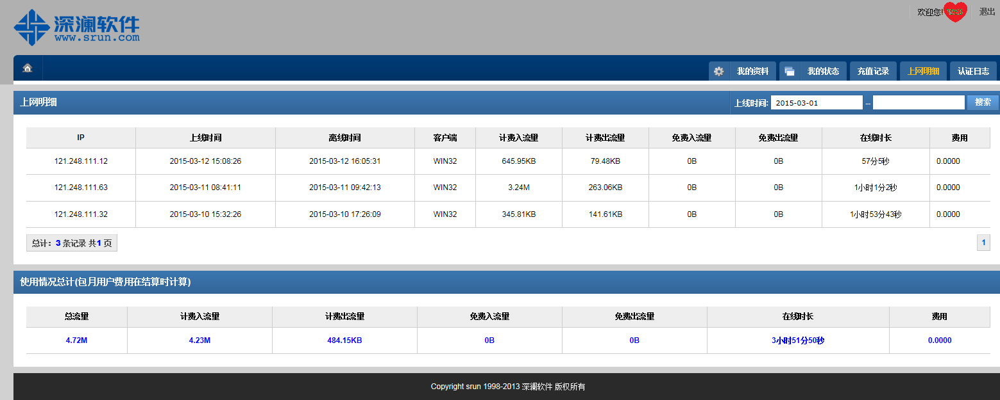 深澜软件
www.srun.com
欢迎您! 退出
我的资料 我的状态 充值记录 上网明细 认证日志
上网明细 上线时间: 2015-03-01 -- 搜索
IP 上线时间 离线时间 客户端 计费入流量 计费出流量 免费入流量 免费出流量 在线时长 费用
121.248.111.12 2015-03-12 15:08:26 2015-03-12 16:05:31 WIN32 645.95KB 79.48KB 0B 0B 57分5秒 0.0000
121.248.111.63 2015-03-11 08:41:11 2015-03-11 09:42:13 WIN32 3.24M 263.06KB 0B 0B 1小时1分2秒 0.0000
121.248.111.32 2015-03-10 15:32:26 2015-03-10 17:26:09 WIN32 345.81KB 141.61KB 0B 0B 1小时53分43秒 0.0000
总计：3 条记录 共1 页 1
使用情况总计(包月用户费用在结算时计算)
总流量 计费入流量 计费出流量 免费入流量 免费出流量 在线时长 费用
4.72M 4.23M 484.15KB 0B 0B 3小时51分50秒 0.0000
Copyright srun 1998-2013 深澜软件 版权所有